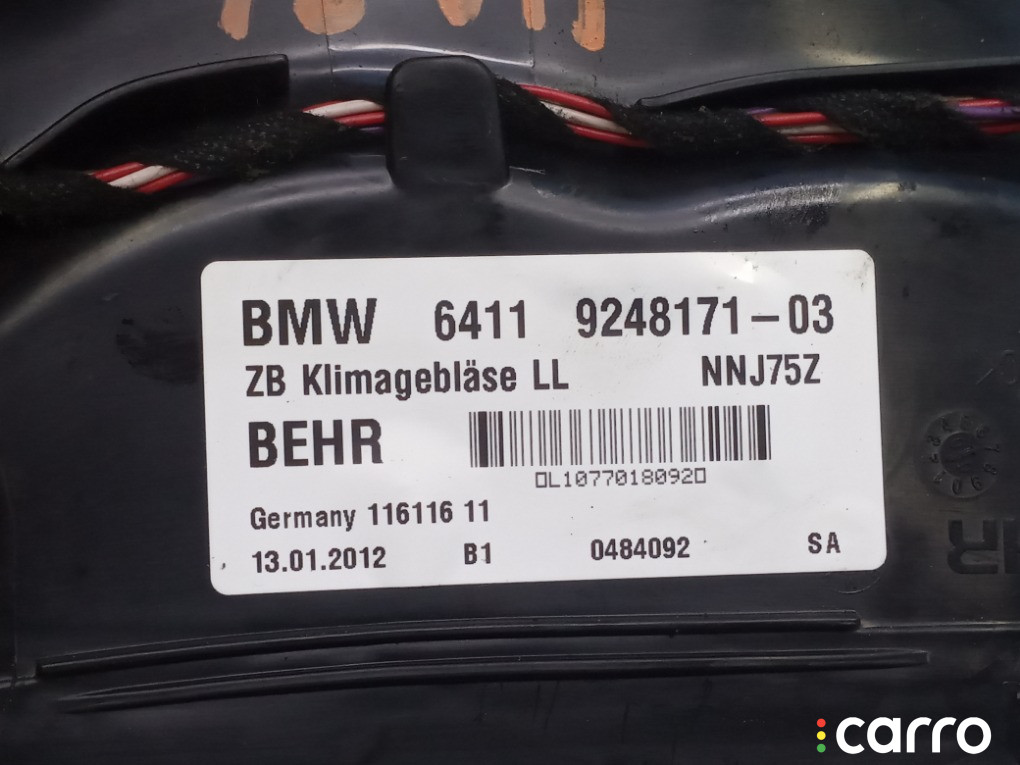 BMW 6411 9248171-03
ZB Klimagebläse LL NNJ75Z
BEHR
L1077018092
Germany 116116 11
13.01.2012 B1 0484092 SA
carro